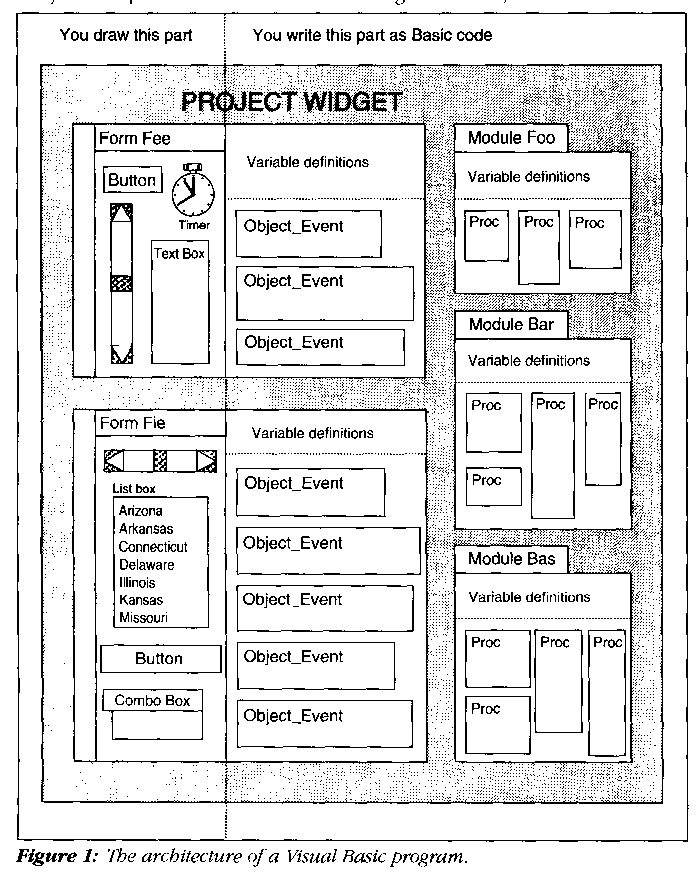 You draw this part
You write this part as Basic code
PROJECT WIDGET
Form Fee
Button
Timer
Text Box
Variable definitions
Object_Event
Object_Event
Object_Event
Form Fie
List box
Arizona
Arkansas
Connecticut
Delaware
Illinois
Kansas
Missouri
Button
Combo Box
Variable definitions
Object_Event
Object_Event
Object_Event
Object_Event
Object_Event
Module Foo
Variable definitions
Proc
Proc
Proc
Module Bar
Variable definitions
Proc
Proc
Proc
Proc
Module Bas
Variable definitions
Proc
Proc
Proc
Proc
Figure 1: The architecture of a Visual Basic program.